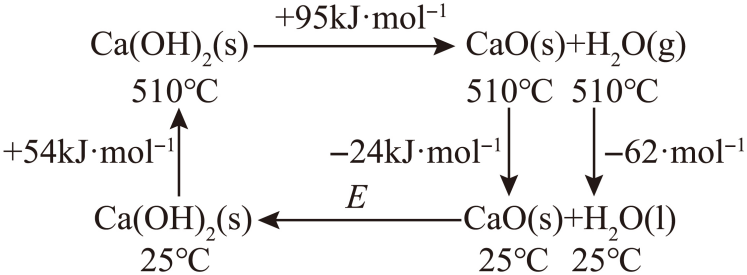 +95kJ·mol⁻¹
Ca(OH)₂(s) CaO(s)+H₂O(g)
510℃ 510℃ 510℃
+54kJ·mol⁻¹ −24kJ·mol⁻¹ −62·mol⁻¹
E
Ca(OH)₂(s) CaO(s)+H₂O(l)
25℃ 25℃ 25℃